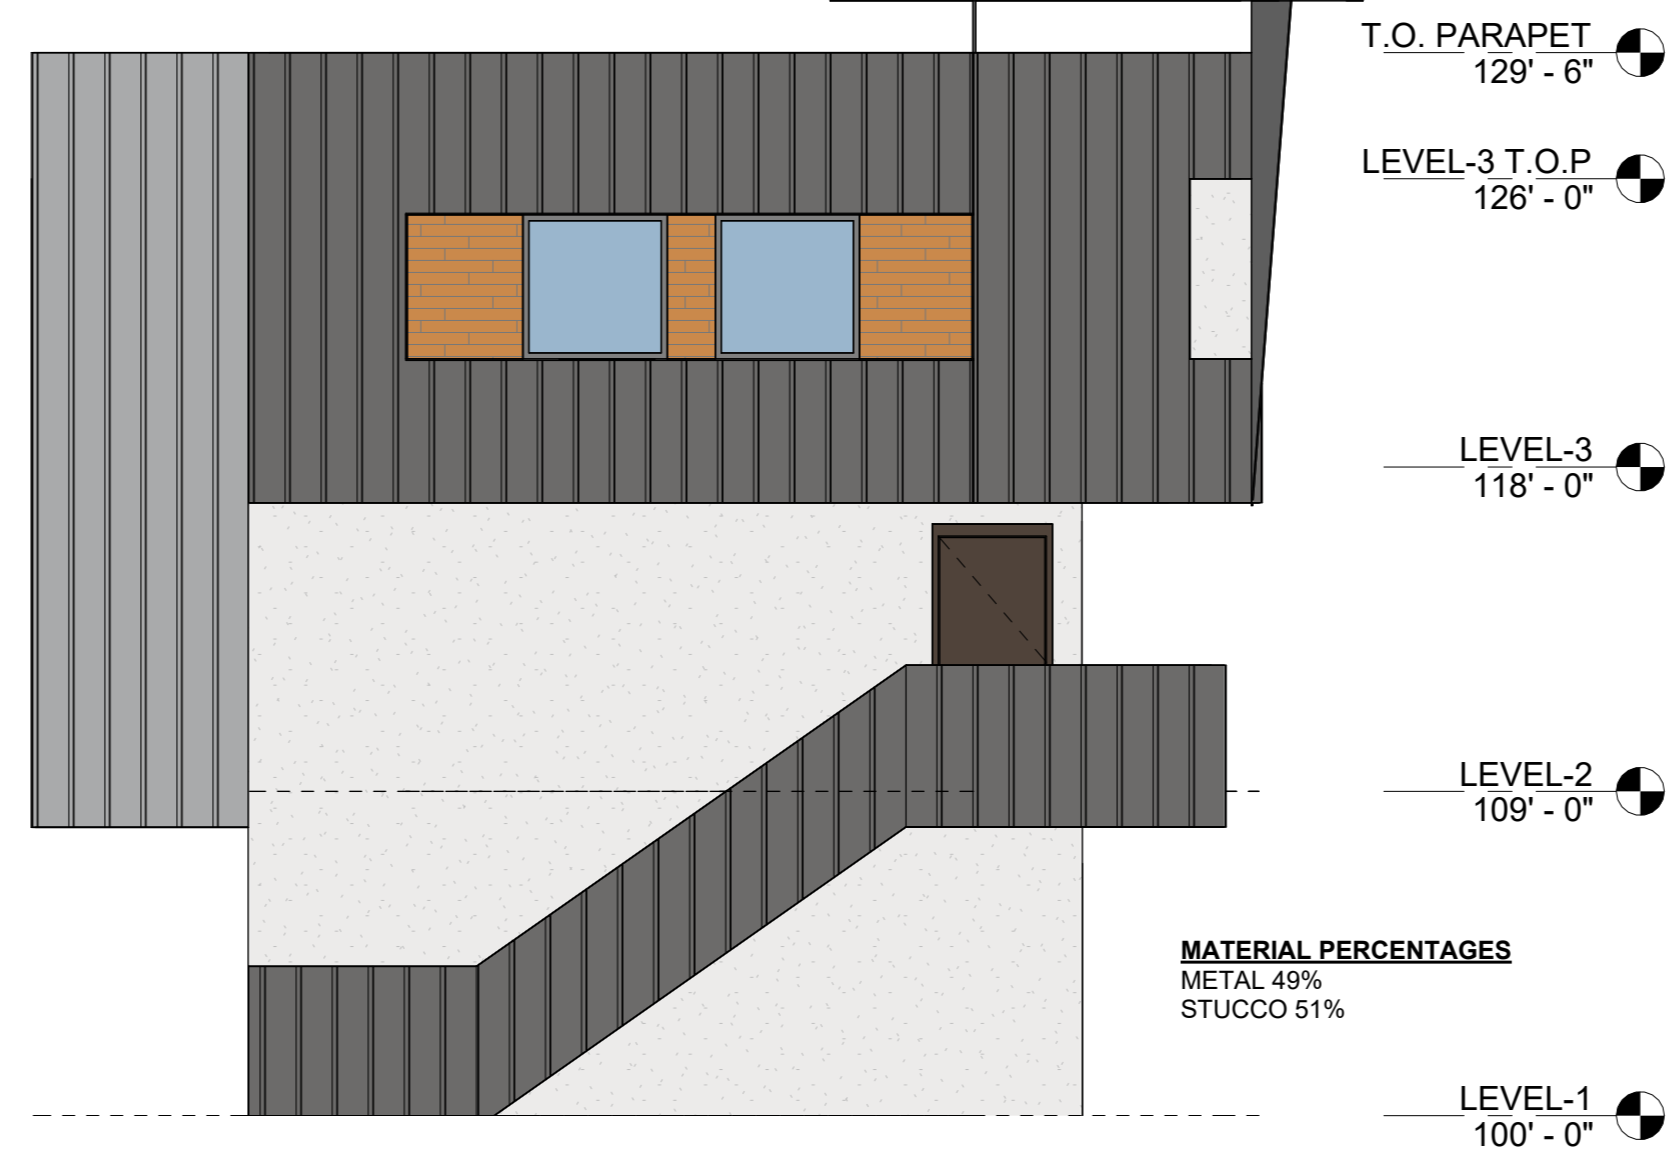 T.O. PARAPET
129' - 6"
LEVEL-3 T.O.P
126' - 0"
LEVEL-3
118' - 0"
LEVEL-2
109' - 0"
MATERIAL PERCENTAGES
METAL 49%
STUCCO 51%
LEVEL-1
100' - 0"